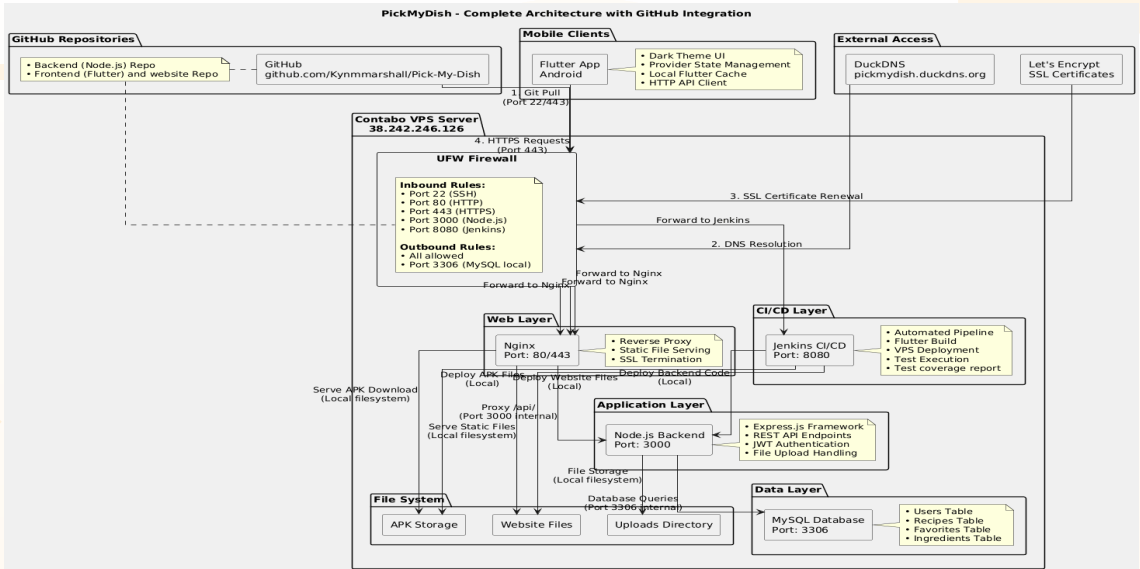 PickMyDish - Complete Architecture with GitHub Integration
GitHub Repositories
• Backend (Node.js) Repo
• Frontend (Flutter) and website Repo
GitHub
github.com/Kynmmarshall/Pick-My-Dish
Mobile Clients
Flutter App
Android
• Dark Theme UI
• Provider State Management
• Local Flutter Cache
• HTTP API Client
External Access
DuckDNS
pickmydish.duckdns.org
Let's Encrypt
SSL Certificates
1. Git Pull
(Port 22/443)
Contabo VPS Server
38.242.246.126
4. HTTPS Requests
(Port 443)
UFW Firewall
Inbound Rules:
• Port 22 (SSH)
• Port 80 (HTTP)
• Port 443 (HTTPS)
• Port 3000 (Node.js)
• Port 8080 (Jenkins)
Outbound Rules:
• All allowed
• Port 3306 (MySQL local)
3. SSL Certificate Renewal
Forward to Jenkins
2. DNS Resolution
Forward to Nginx
Forward to Nginx
Forward to Nginx
Web Layer
Nginx
Port: 80/443
• Reverse Proxy
• Static File Serving
• SSL Termination
CI/CD Layer
Jenkins CI/CD
Port: 8080
• Automated Pipeline
• Flutter Build
• VPS Deployment
• Test Execution
• Test coverage report
Deploy APK Files
(Local)
Deploy Website Files
(Local)
Deploy Backend Code
(Local)
Serve APK Download
(Local filesystem)
Proxy /api/
(Port 3000 internal)
Serve Static Files
(Local filesystem)
Application Layer
Node.js Backend
Port: 3000
• Express.js Framework
• REST API Endpoints
• JWT Authentication
• File Upload Handling
File Storage
(Local filesystem)
Database Queries
(Port 3306 internal)
File System
APK Storage
Website Files
Uploads Directory
Data Layer
MySQL Database
Port: 3306
• Users Table
• Recipes Table
• Favorites Table
• Ingredients Table